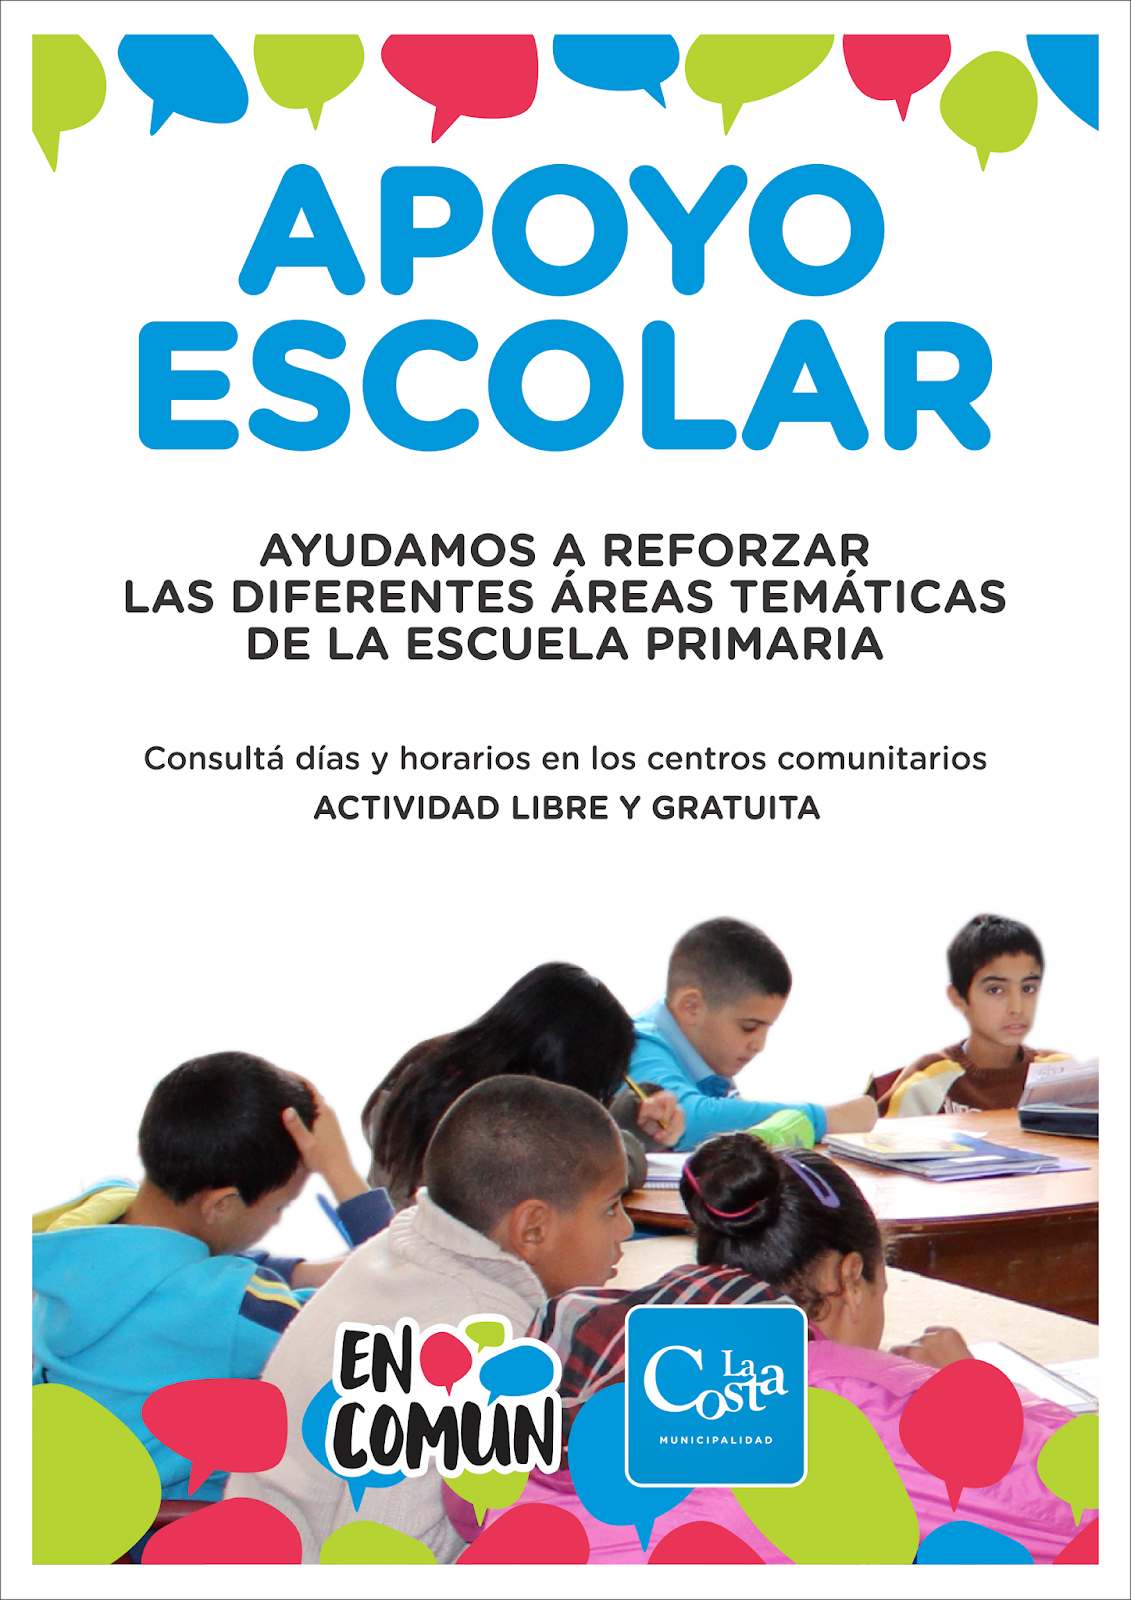 APOYO
ESCOLAR
AYUDAMOS A REFORZAR
LAS DIFERENTES ÁREAS TEMÁTICAS
DE LA ESCUELA PRIMARIA
Consultá días y horarios en los centros comunitarios
ACTIVIDAD LIBRE Y GRATUITA
EN
COMUN
La
Costa
MUNICIPALIDAD